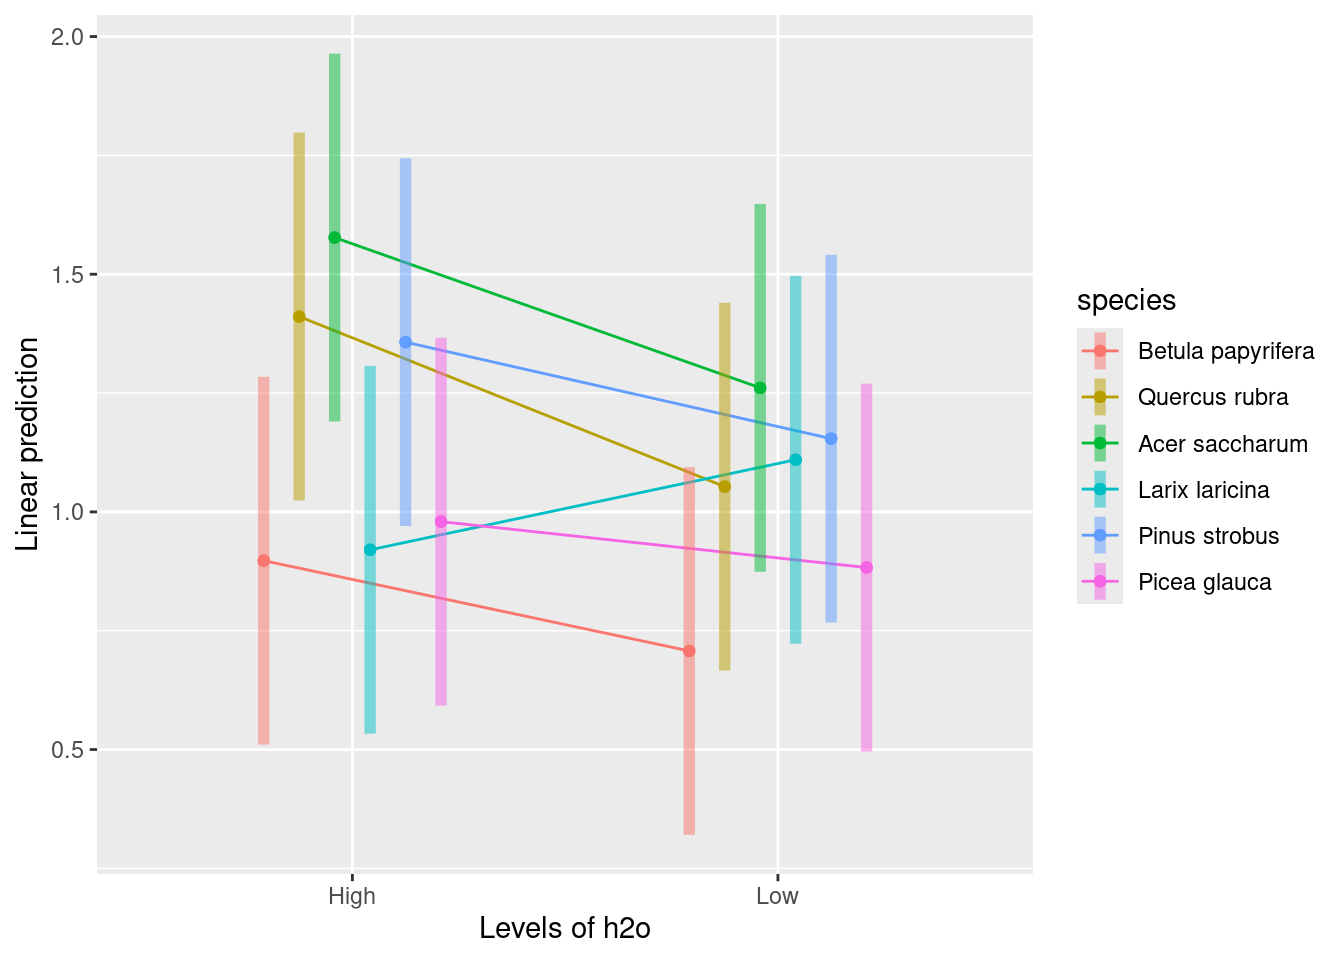 2.0
1.5
1.0
0.5
Linear prediction
High
Low
Levels of h2o
species
Betula papyrifera
Quercus rubra
Acer saccharum
Larix laricina
Pinus strobus
Picea glauca